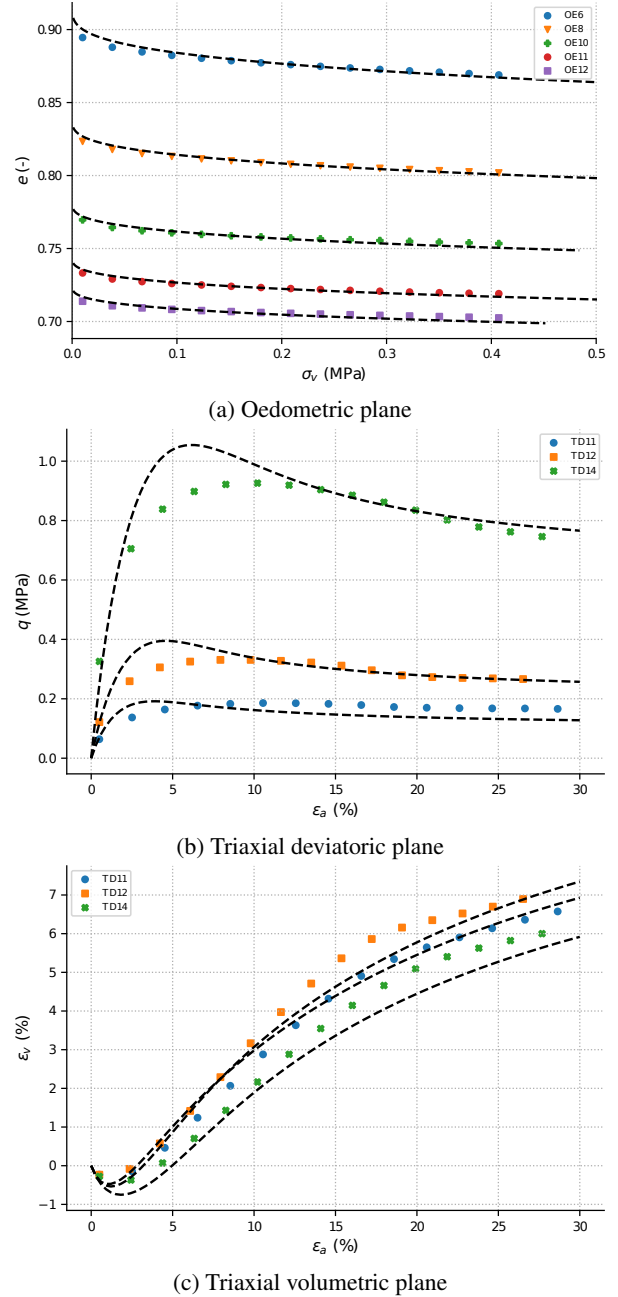 0.90
0.85
0.80
0.75
0.70
e (-)
OE6
OE8
OE10
OE11
OE12
0.0
0.1
0.2
0.3
0.4
0.5
σᵥ (MPa)
(a) Oedometric plane
1.0
0.8
0.6
0.4
0.2
0.0
q (MPa)
TD11
TD12
TD14
0
5
10
15
20
25
30
εₐ (%)
(b) Triaxial deviatoric plane
7
6
5
4
3
2
1
0
−1
εᵥ (%)
TD11
TD12
TD14
0
5
10
15
20
25
30
εₐ (%)
(c) Triaxial volumetric plane